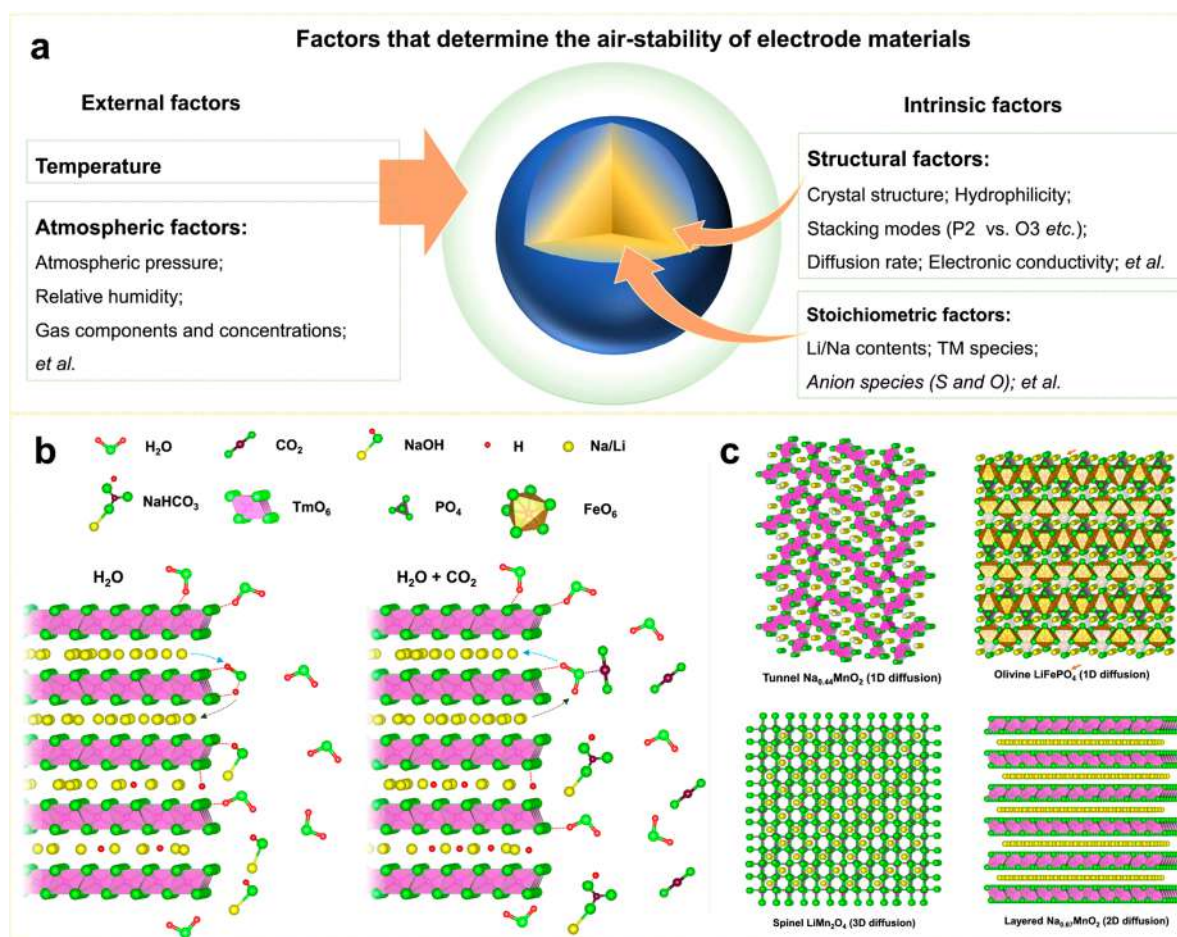 a
Factors that determine the air-stability of electrode materials
External factors
Temperature
Atmospheric factors:
Atmospheric pressure;
Relative humidity;
Gas components and concentrations;
et al.
Intrinsic factors
Structural factors:
Crystal structure; Hydrophilicity;
Stacking modes (P2 vs. O3 etc.);
Diffusion rate; Electronic conductivity; et al.
Stoichiometric factors:
Li/Na contents; TM species;
Anion species (S and O); et al.
b
H₂O
CO₂
NaOH
H
Na/Li
NaHCO₃
TmO₆
PO₄
FeO₆
H₂O
H₂O + CO₂
c
Tunnel Na₀.₄₄MnO₂ (1D diffusion)
Olivine LiFePO₄ (1D diffusion)
Spinel LiMn₂O₄ (3D diffusion)
Layered Na₀.₆₇MnO₂ (2D diffusion)